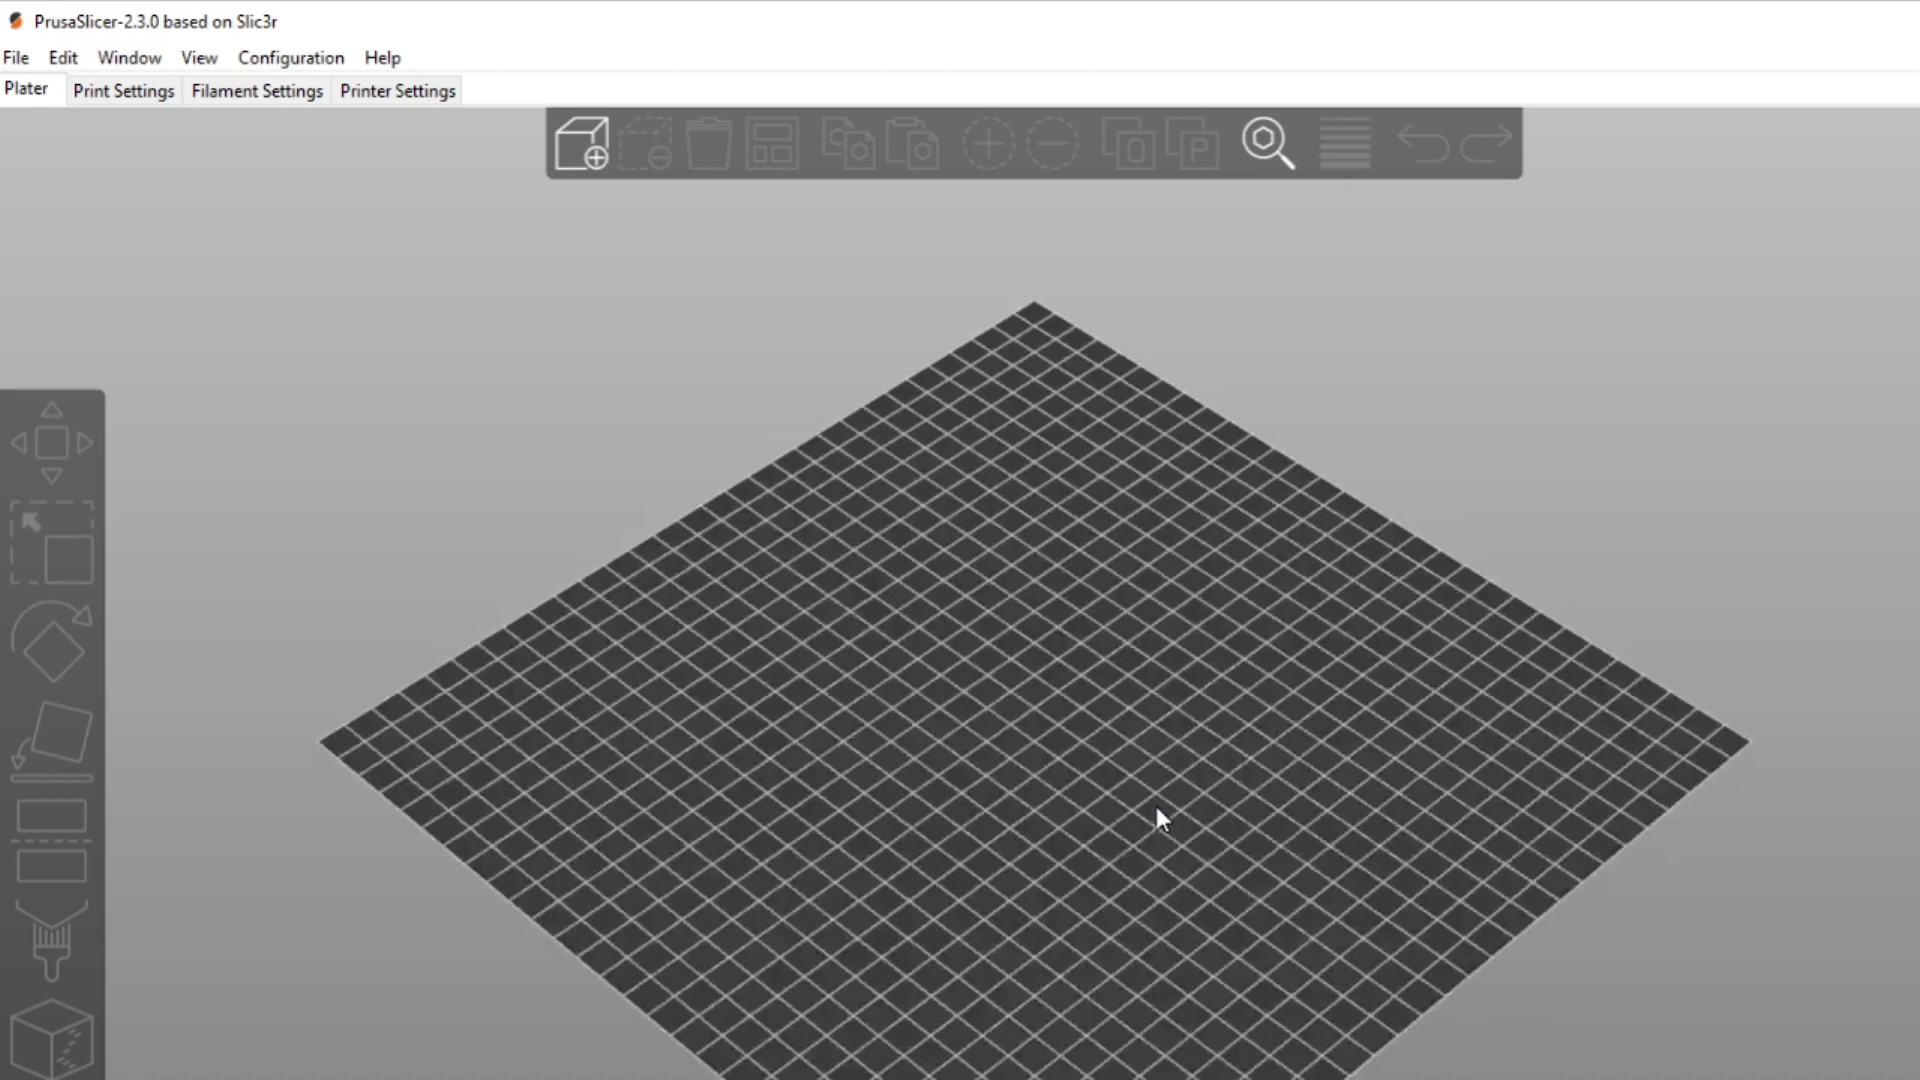 PrusaSlicer-2.3.0 based on Slic3r
File Edit Window View Configuration Help
Plater Print Settings Filament Settings Printer Settings
O P